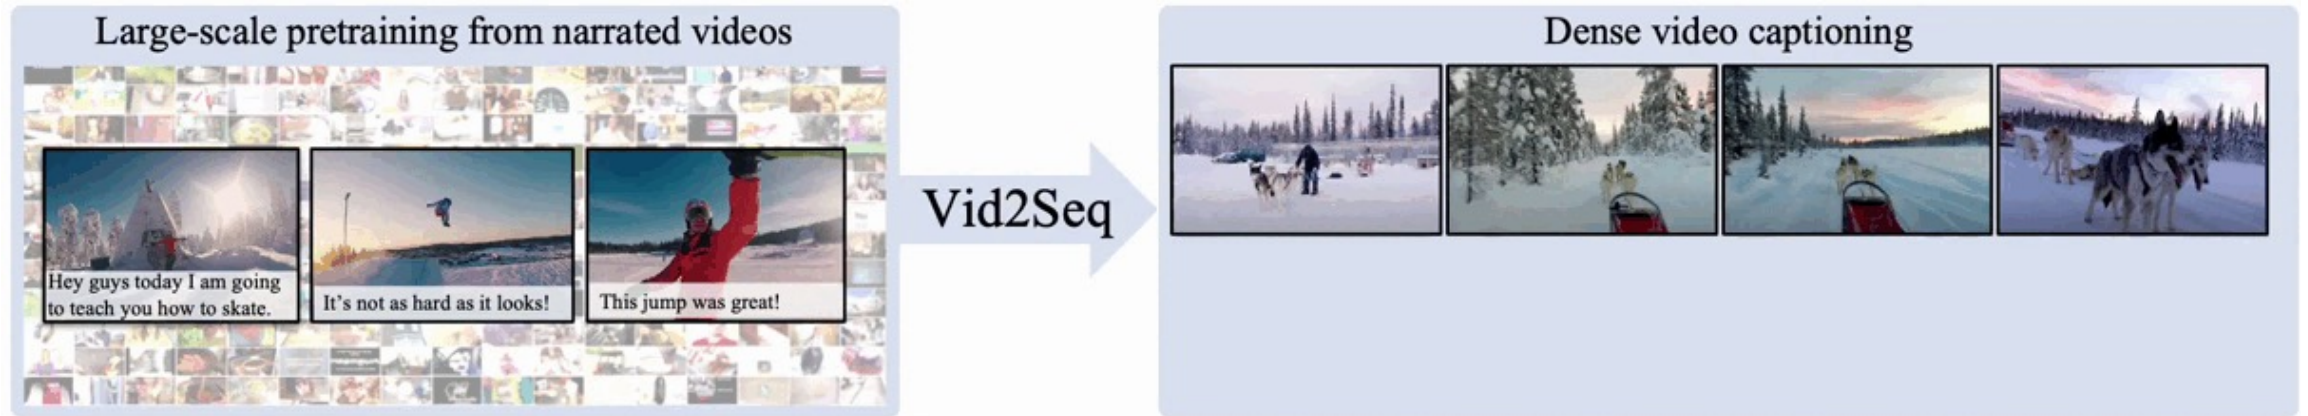 Large-scale pretraining from narrated videos
Hey guys today I am going
to teach you how to skate.
It's not as hard as it looks!
This jump was great!
Vid2Seq
Dense video captioning